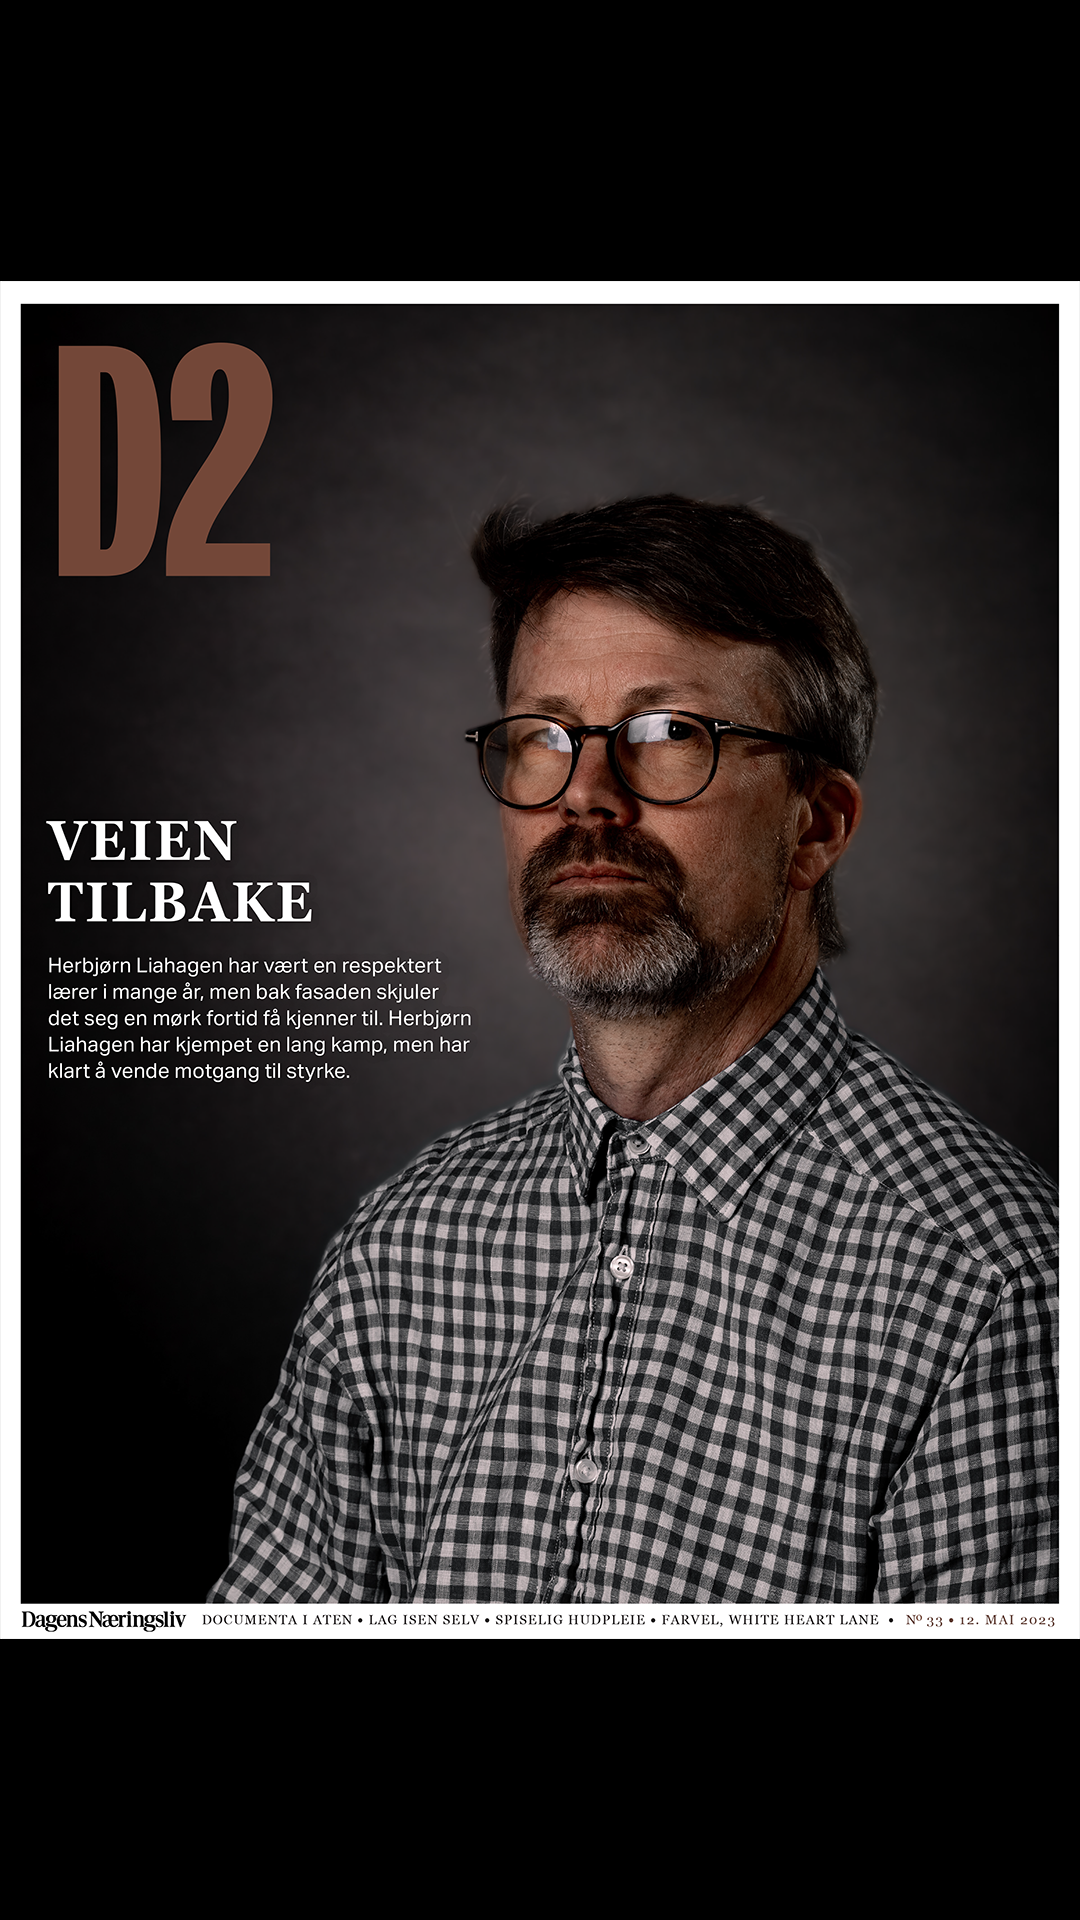 D2
VEIEN
TILBAKE
Herbjørn Liahagen har vært en respektert
lærer i mange år, men bak fasaden skjuler
det seg en mørk fortid få kjenner til. Herbjørn
Liahagen har kjempet en lang kamp, men har
klart å vende motgang til styrke.
Dagens Næringsliv DOCUMENTA I ATEN • LAG ISEN SELV • SPISELIG HUDPLEIE • FARVEL, WHITE HEART LANE • Nº 33 • 12. MAI 2023